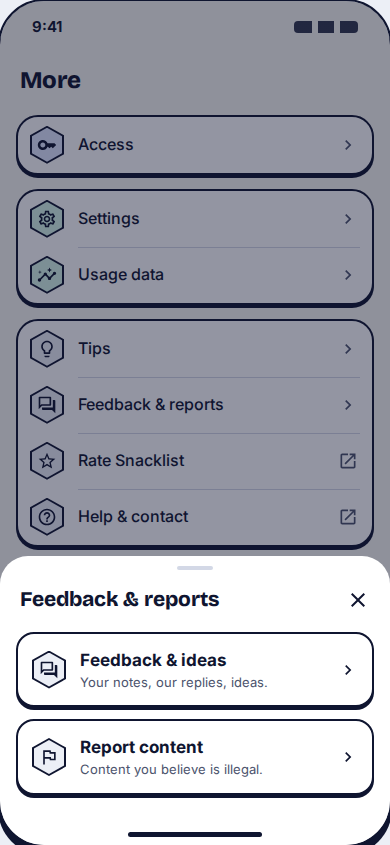 9:41
More
Access
Settings
Usage data
Tips
Feedback & reports
Rate Snacklist
Help & contact
Feedback & reports
Feedback & ideas
Your notes, our replies, ideas.
Report content
Content you believe is illegal.